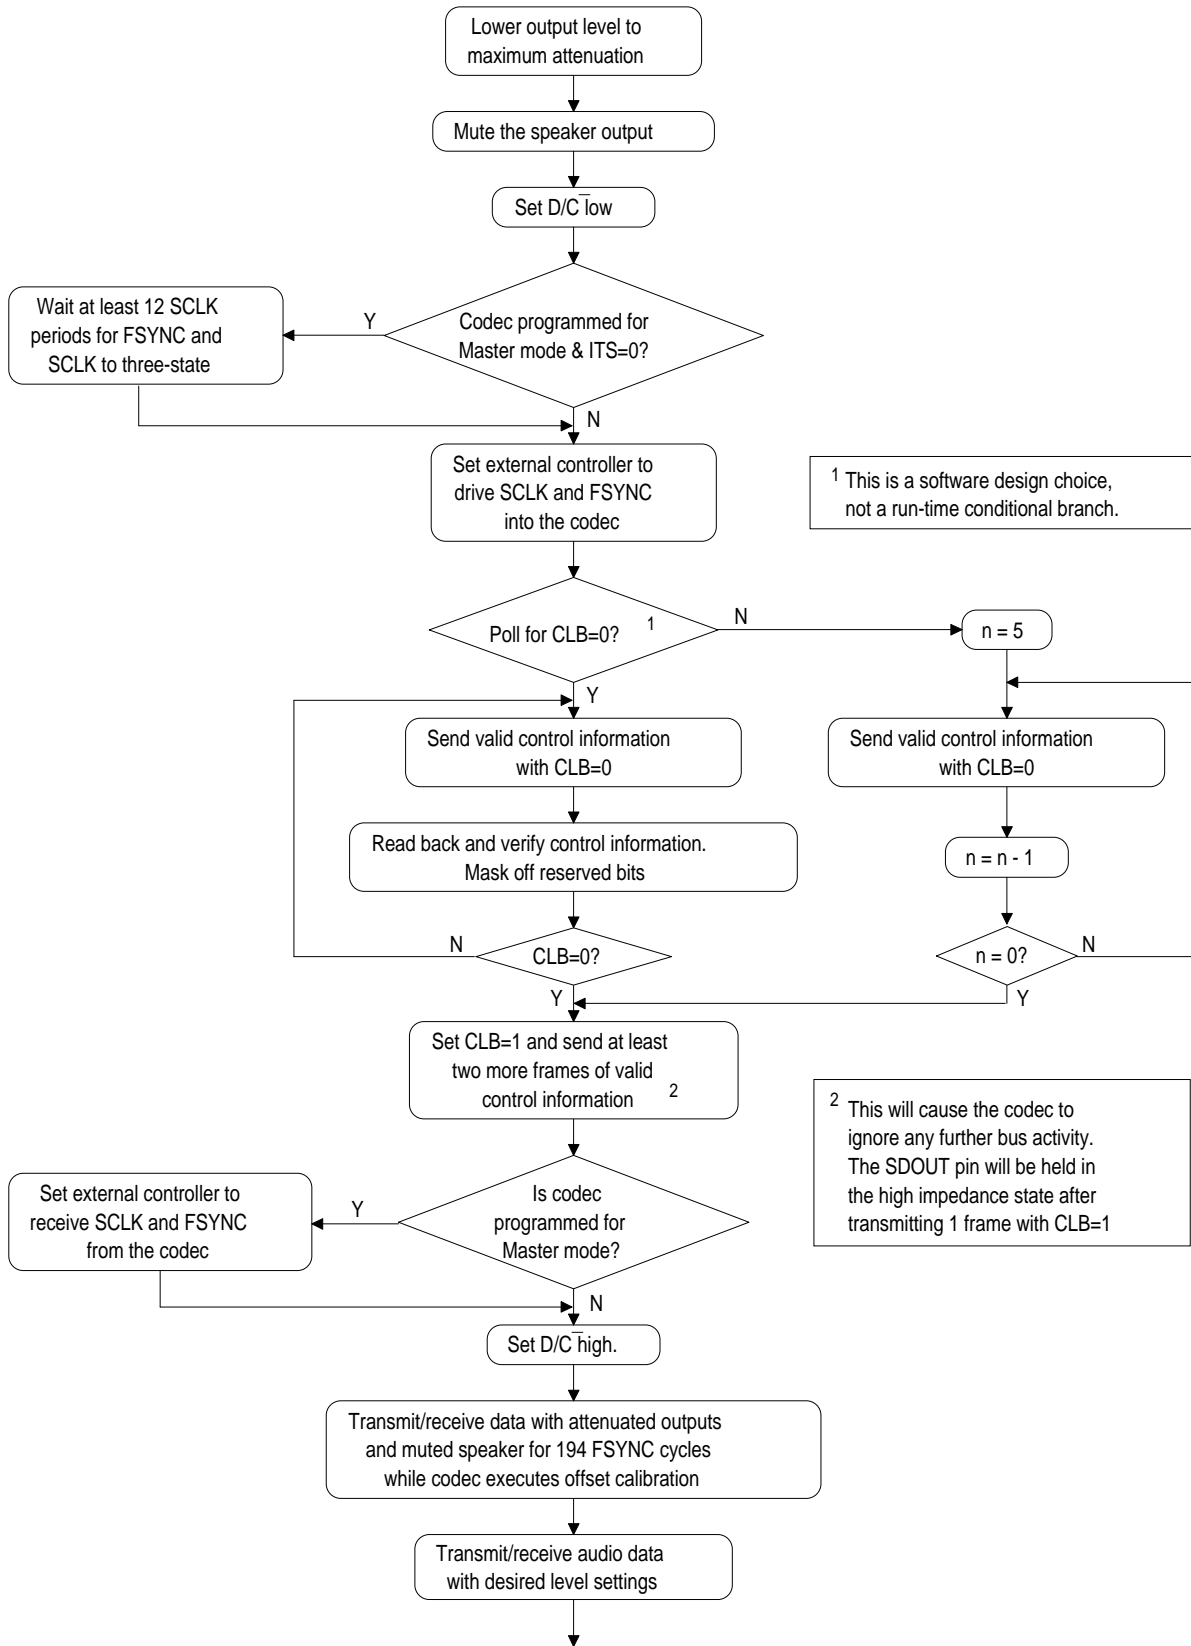 Lower output level to
maximum attenuation
Mute the speaker output
Set D/C̅ low
Wait at least 12 SCLK
periods for FSYNC and
SCLK to three-state
Y
Codec programmed for
Master mode & ITS=0?
N
Set external controller to
drive SCLK and FSYNC
into the codec
1 This is a software design choice,
not a run-time conditional branch.
Poll for CLB=0? 1
N
n = 5
Y
Send valid control information
with CLB=0
Send valid control information
with CLB=0
Read back and verify control information.
Mask off reserved bits
n = n - 1
N
CLB=0?
n = 0?
N
Y
Y
Set CLB=1 and send at least
two more frames of valid
control information 2
2 This will cause the codec to
ignore any further bus activity.
The SDOUT pin will be held in
the high impedance state after
transmitting 1 frame with CLB=1
Set external controller to
receive SCLK and FSYNC
from the codec
Y
Is codec
programmed for
Master mode?
N
Set D/C̅ high.
Transmit/receive data with attenuated outputs
and muted speaker for 194 FSYNC cycles
while codec executes offset calibration
Transmit/receive audio data
with desired level settings